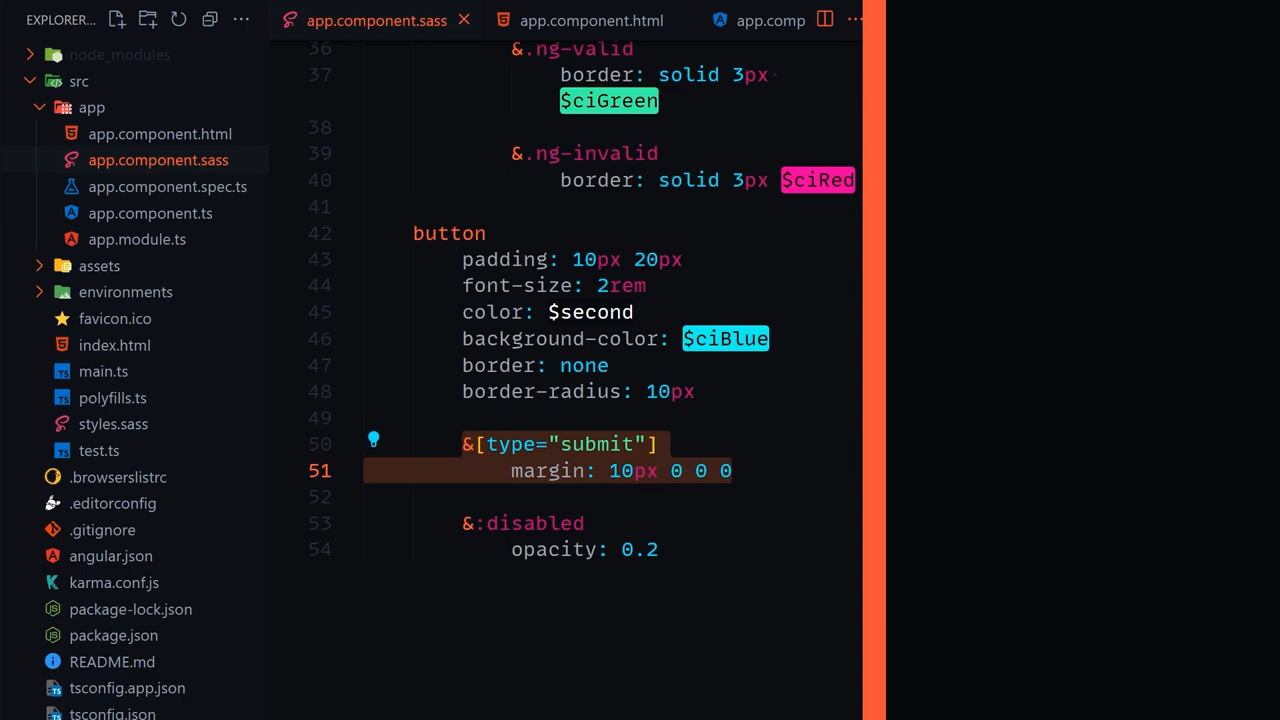 EXPLORER...
node_modules
src
app
app.component.html
app.component.sass
app.component.spec.ts
app.component.ts
app.module.ts
assets
environments
favicon.ico
index.html
main.ts
polyfills.ts
styles.sass
test.ts
.browserslistrc
.editorconfig
.gitignore
angular.json
karma.conf.js
package-lock.json
package.json
README.md
tsconfig.app.json
tsconfig.json
app.component.sass
app.component.html
app.comp
36 &.ng-valid
37 border: solid 3px
$ciGreen
38
39 &.ng-invalid
40 border: solid 3px $ciRed
41
42 button
43 padding: 10px 20px
44 font-size: 2rem
45 color: $second
46 background-color: $ciBlue
47 border: none
48 border-radius: 10px
49
50 &[type="submit"]
51 margin: 10px 0 0 0
52
53 &:disabled
54 opacity: 0.2